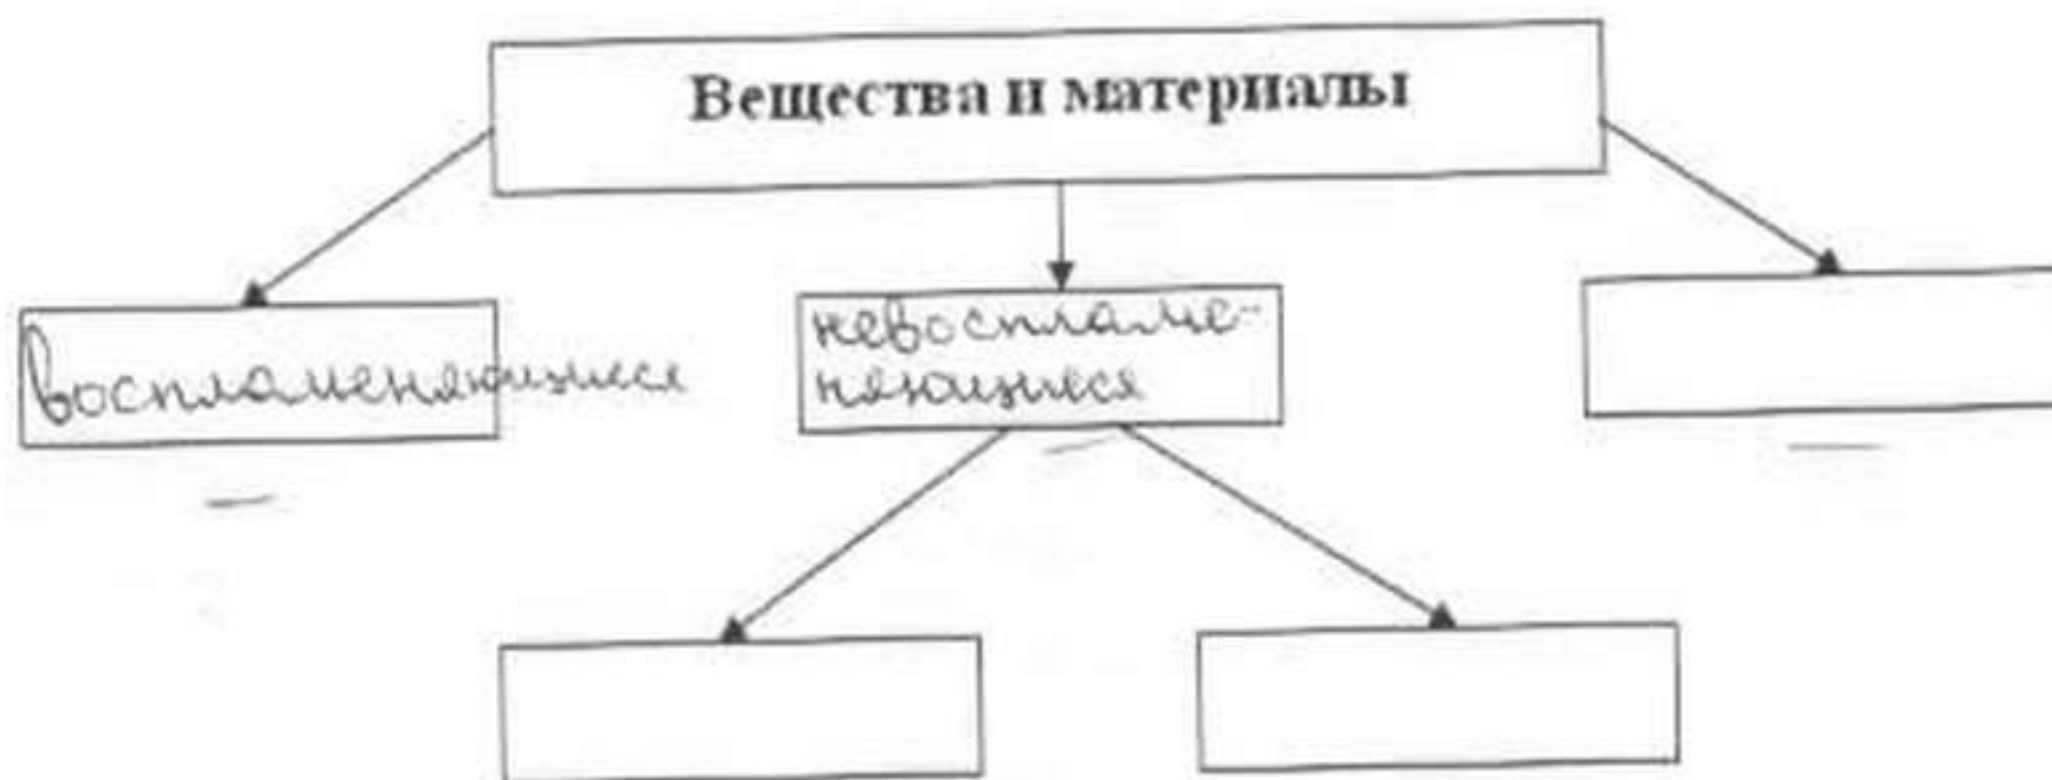 Вещества и материалы
воспламеняющиеся
невоспламе-
няющиеся